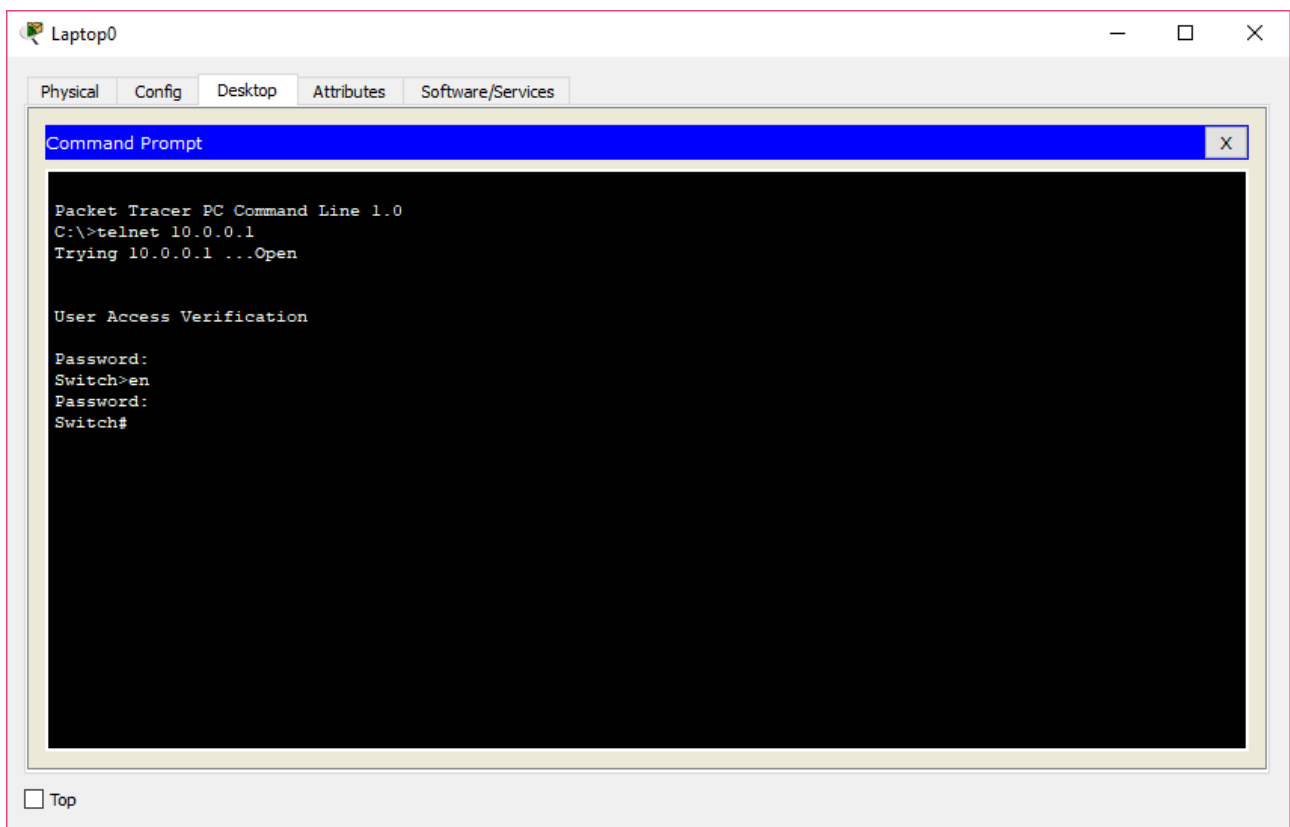 Laptop0
Physical Config Desktop Attributes Software/Services
Command Prompt X
Packet Tracer PC Command Line 1.0
C:\>telnet 10.0.0.1
Trying 10.0.0.1 ...Open
User Access Verification
Password:
Switch>en
Password:
Switch#
Top